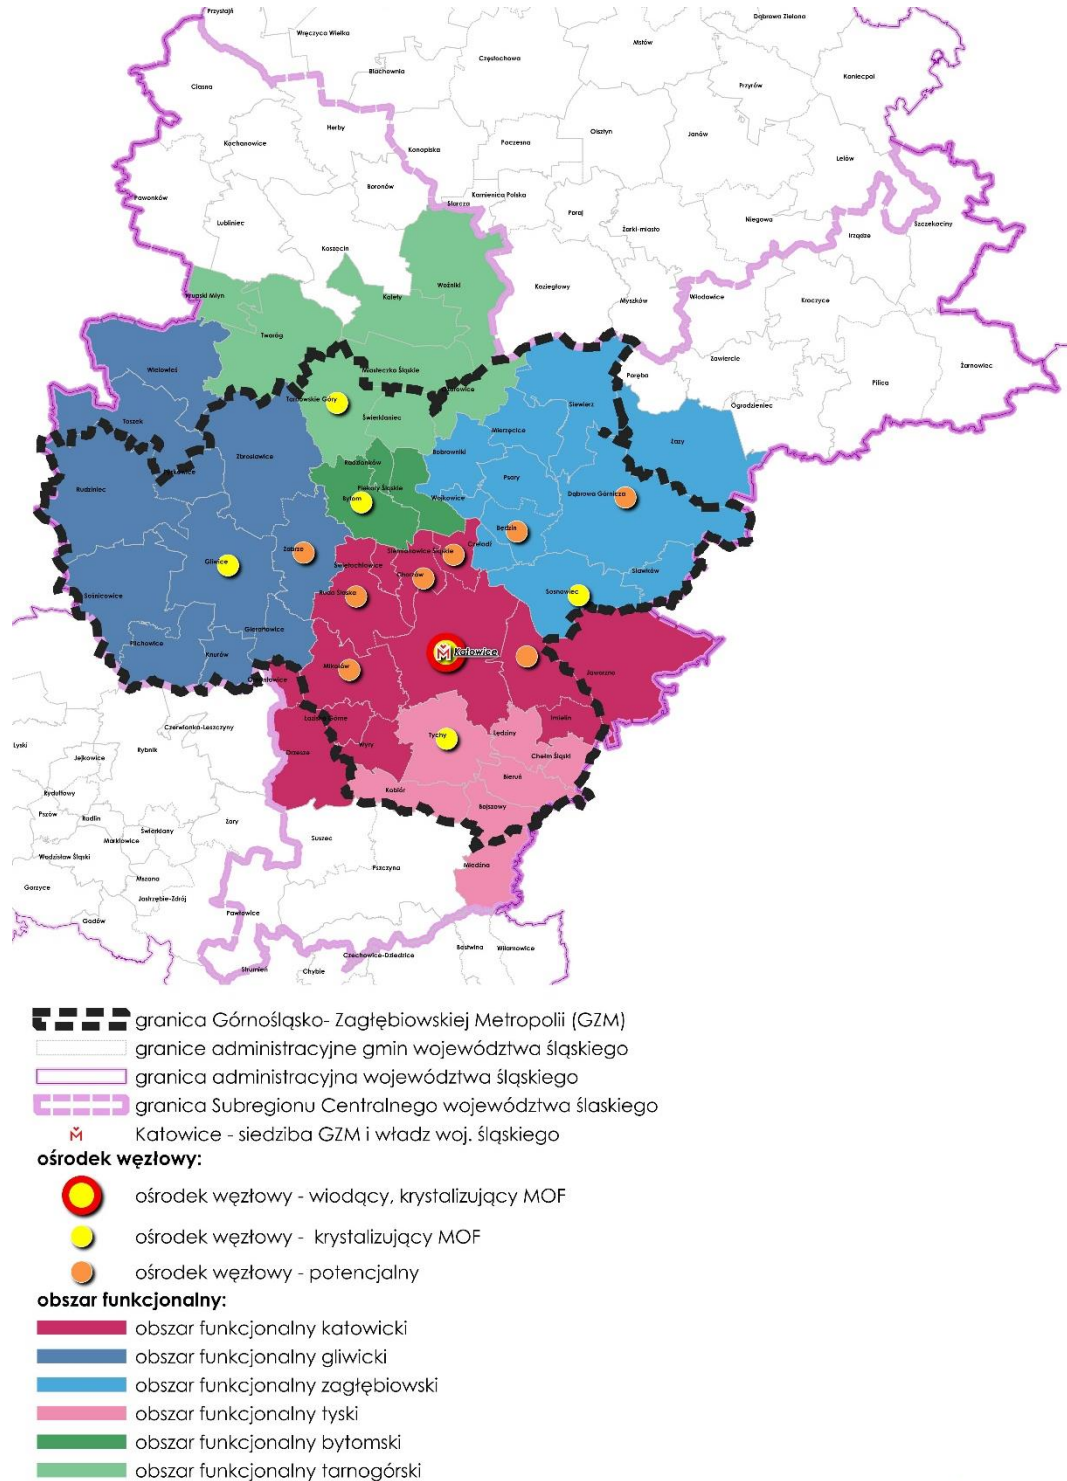 Przystajń
Wręczyca Wielka
Dąbrowa Zielona
Mstów
Częstochowa
Blachownia
Koniecpol
Przyrów
Ciasna
Herby
Olsztyn
Janów
Kochanowice
Konopiska
Poczesna
Lelów
Boronów
Pawonków
Kamienica Polska
Starcza
Poraj
Niegowa
Lubliniec
Żarki-miasto
Irządze
Szczekociny
Koszęcin
Woźniki
Koziegłowy
Krupski Młyn
Kalety
Myszków
Włodowice
Kroczyce
Tworóg
Zawiercie
Żarnowiec
Wielowieś
Miasteczko Śląskie
Poręba
Pilica
Tarnowskie Góry
Ożarowice
Siewierz
Ogrodzieniec
Toszek
Świerklaniec
Mierzęcice
Łazy
Zbrosławice
Bobrowniki
Radzionków
Pyskowice
Psary
Rudziniec
Piekary Śląskie
Bytom
Wojkowice
Dąbrowa Górnicza
Będzin
Czeladź
Zabrze
Siemianowice Śląskie
Gliwice
Świętochłowice
Sławków
Chorzów
Sośnicowice
Ruda Śląska
Sosnowiec
Gierałtowice
Pilchowice
Knurów
Katowice
Mikołów
Jaworzno
Ornontowice
Łaziska Górne
Imielin
Czerwionka-Leszczyny
Tychy
Lędziny
Lyski
Rybnik
Orzesze
Wyry
Chełm Śląski
Jejkowice
Bieruń
Rydułtowy
Kobiór
Bojszowy
Pszów
Radlin
Żory
Świerklany
Marklowice
Suszec
Wodzisław Śląski
Pszczyna
Miedźna
Mszana
Gorzyce
Jastrzębie-Zdrój
Pawłowice
Godów
Bestwina
Wilamowice
Czechowice-Dziedzice
Strumień
Chybie
granica Górnośląsko- Zagłębiowskiej Metropolii (GZM)
granice administracyjne gmin województwa śląskiego
granica administracyjna województwa śląskiego
granica Subregionu Centralnego województwa ślaskiego
Katowice - siedziba GZM i władz woj. śląskiego
ośrodek węzłowy:
ośrodek węzłowy - wiodący, krystalizujący MOF
ośrodek węzłowy - krystalizujący MOF
ośrodek węzłowy - potencjalny
obszar funkcjonalny:
obszar funkcjonalny katowicki
obszar funkcjonalny gliwicki
obszar funkcjonalny zagłębiowski
obszar funkcjonalny tyski
obszar funkcjonalny bytomski
obszar funkcjonalny tarnogórski